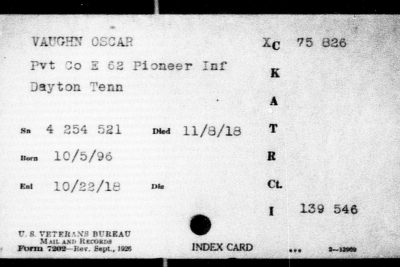 VAUGHN OSCAR XC 75 826
Pvt Co E 62 Pioneer Inf K
Dayton Tenn A
Sn 4 254 521 Died 11/8/18 T
Born 10/5/96 R
Enl 10/22/18 Dis Ct.
I 139 546
U. S. VETERANS BUREAU
MAIL AND RECORDS
Form 7202—Rev. Sept., 1926 INDEX CARD 2—12969